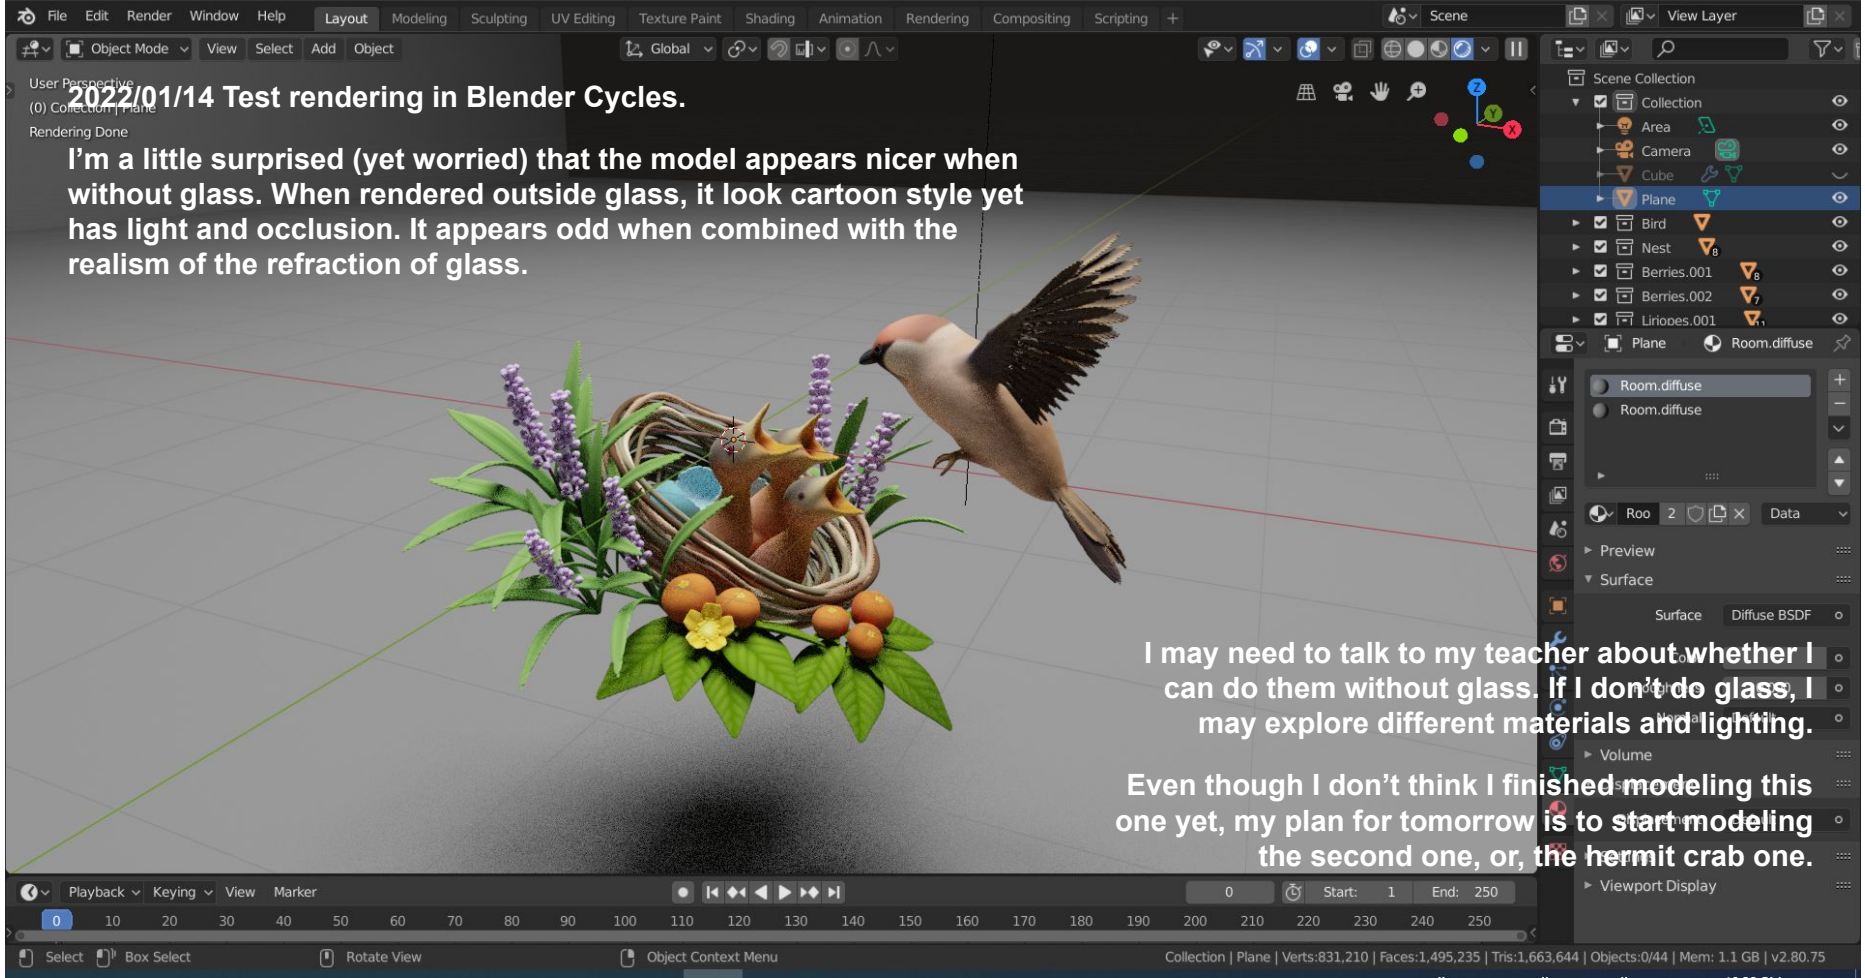 File Edit Render Window Help Layout Modeling Sculpting UV Editing Texture Paint Shading Animation Rendering Compositing Scripting + Scene View Layer
Object Mode View Select Add Object Global
User Perspective
(0) Collection | Plane
Rendering Done
2022/01/14 Test rendering in Blender Cycles.
I'm a little surprised (yet worried) that the model appears nicer when
without glass. When rendered outside glass, it look cartoon style yet
has light and occlusion. It appears odd when combined with the
realism of the refraction of glass.
Z
Y
X
Scene Collection
Collection
Area
Camera
Cube
Plane
Bird
Nest 8
Berries.001 8
Berries.002 7
Liriopes.001 11
Plane Room.diffuse
Room.diffuse
Room.diffuse
Roo 2 Data
Preview
Surface
Surface Diffuse BSDF
I may need to talk to my teacher about whether I
can do them without glass. If I don't do glass, I
may explore different materials and lighting.
Volume
Even though I don't think I finished modeling this
one yet, my plan for tomorrow is to start modeling
the second one, or, the hermit crab one.
Viewport Display
Playback Keying View Marker 0 Start: 1 End: 250
0 10 20 30 40 50 60 70 80 90 100 110 120 130 140 150 160 170 180 190 200 210 220 230 240 250
Select Box Select Rotate View Object Context Menu Collection | Plane | Verts:831,210 | Faces:1,495,235 | Tris:1,663,644 | Objects:0/44 | Mem: 1.1 GB | v2.80.75